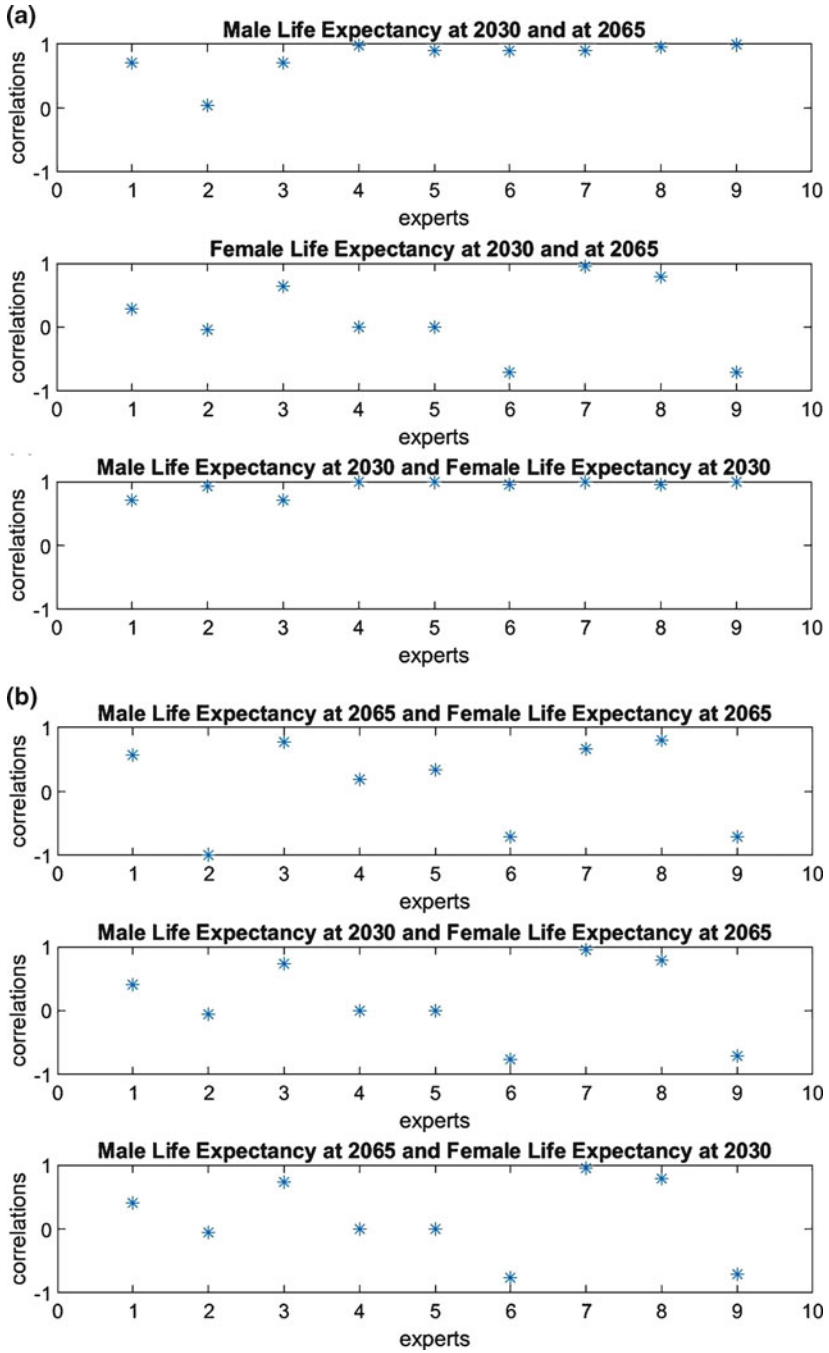 (a)
Male Life Expectancy at 2030 and at 2065
correlations
1
0
-1
0 1 2 3 4 5 6 7 8 9 10
experts
Female Life Expectancy at 2030 and at 2065
correlations
1
0
-1
0 1 2 3 4 5 6 7 8 9 10
experts
Male Life Expectancy at 2030 and Female Life Expectancy at 2030
correlations
1
0
-1
0 1 2 3 4 5 6 7 8 9 10
experts
(b)
Male Life Expectancy at 2065 and Female Life Expectancy at 2065
correlations
1
0
-1
0 1 2 3 4 5 6 7 8 9 10
experts
Male Life Expectancy at 2030 and Female Life Expectancy at 2065
correlations
1
0
-1
0 1 2 3 4 5 6 7 8 9 10
experts
Male Life Expectancy at 2065 and Female Life Expectancy at 2030
correlations
1
0
-1
0 1 2 3 4 5 6 7 8 9 10
experts